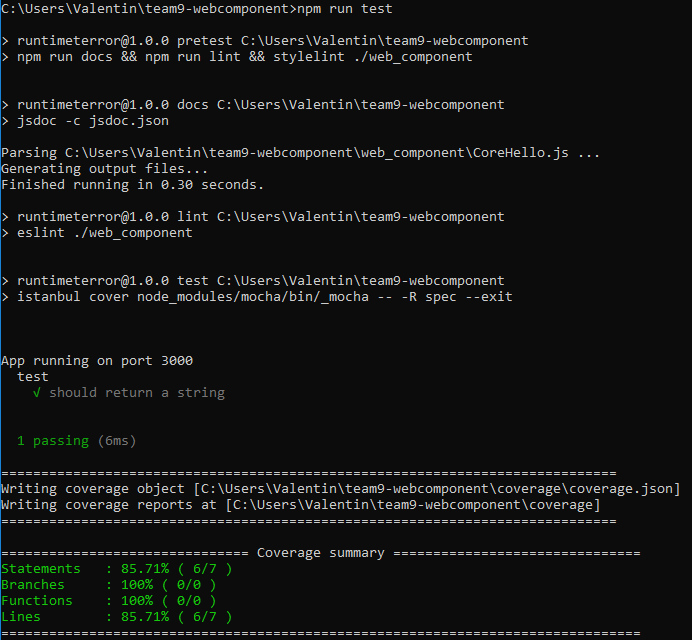 C:\Users\Valentin\team9-webcomponent>npm run test
> runtimeterror@1.0.0 pretest C:\Users\Valentin\team9-webcomponent
> npm run docs && npm run lint && stylelint ./web_component
> runtimeterror@1.0.0 docs C:\Users\Valentin\team9-webcomponent
> jsdoc -c jsdoc.json
Parsing C:\Users\Valentin\team9-webcomponent\web_component\CoreHello.js ...
Generating output files...
Finished running in 0.30 seconds.
> runtimeterror@1.0.0 lint C:\Users\Valentin\team9-webcomponent
> eslint ./web_component
> runtimeterror@1.0.0 test C:\Users\Valentin\team9-webcomponent
> istanbul cover node_modules/mocha/bin/_mocha -- -R spec --exit
App running on port 3000
test
√ should return a string
1 passing (6ms)
=============================================================================
Writing coverage object [C:\Users\Valentin\team9-webcomponent\coverage\coverage.json]
Writing coverage reports at [C:\Users\Valentin\team9-webcomponent\coverage]
=============================================================================
=============================== Coverage summary ===============================
Statements   : 85.71% ( 6/7 )
Branches     : 100% ( 0/0 )
Functions    : 100% ( 0/0 )
Lines        : 85.71% ( 6/7 )
================================================================================